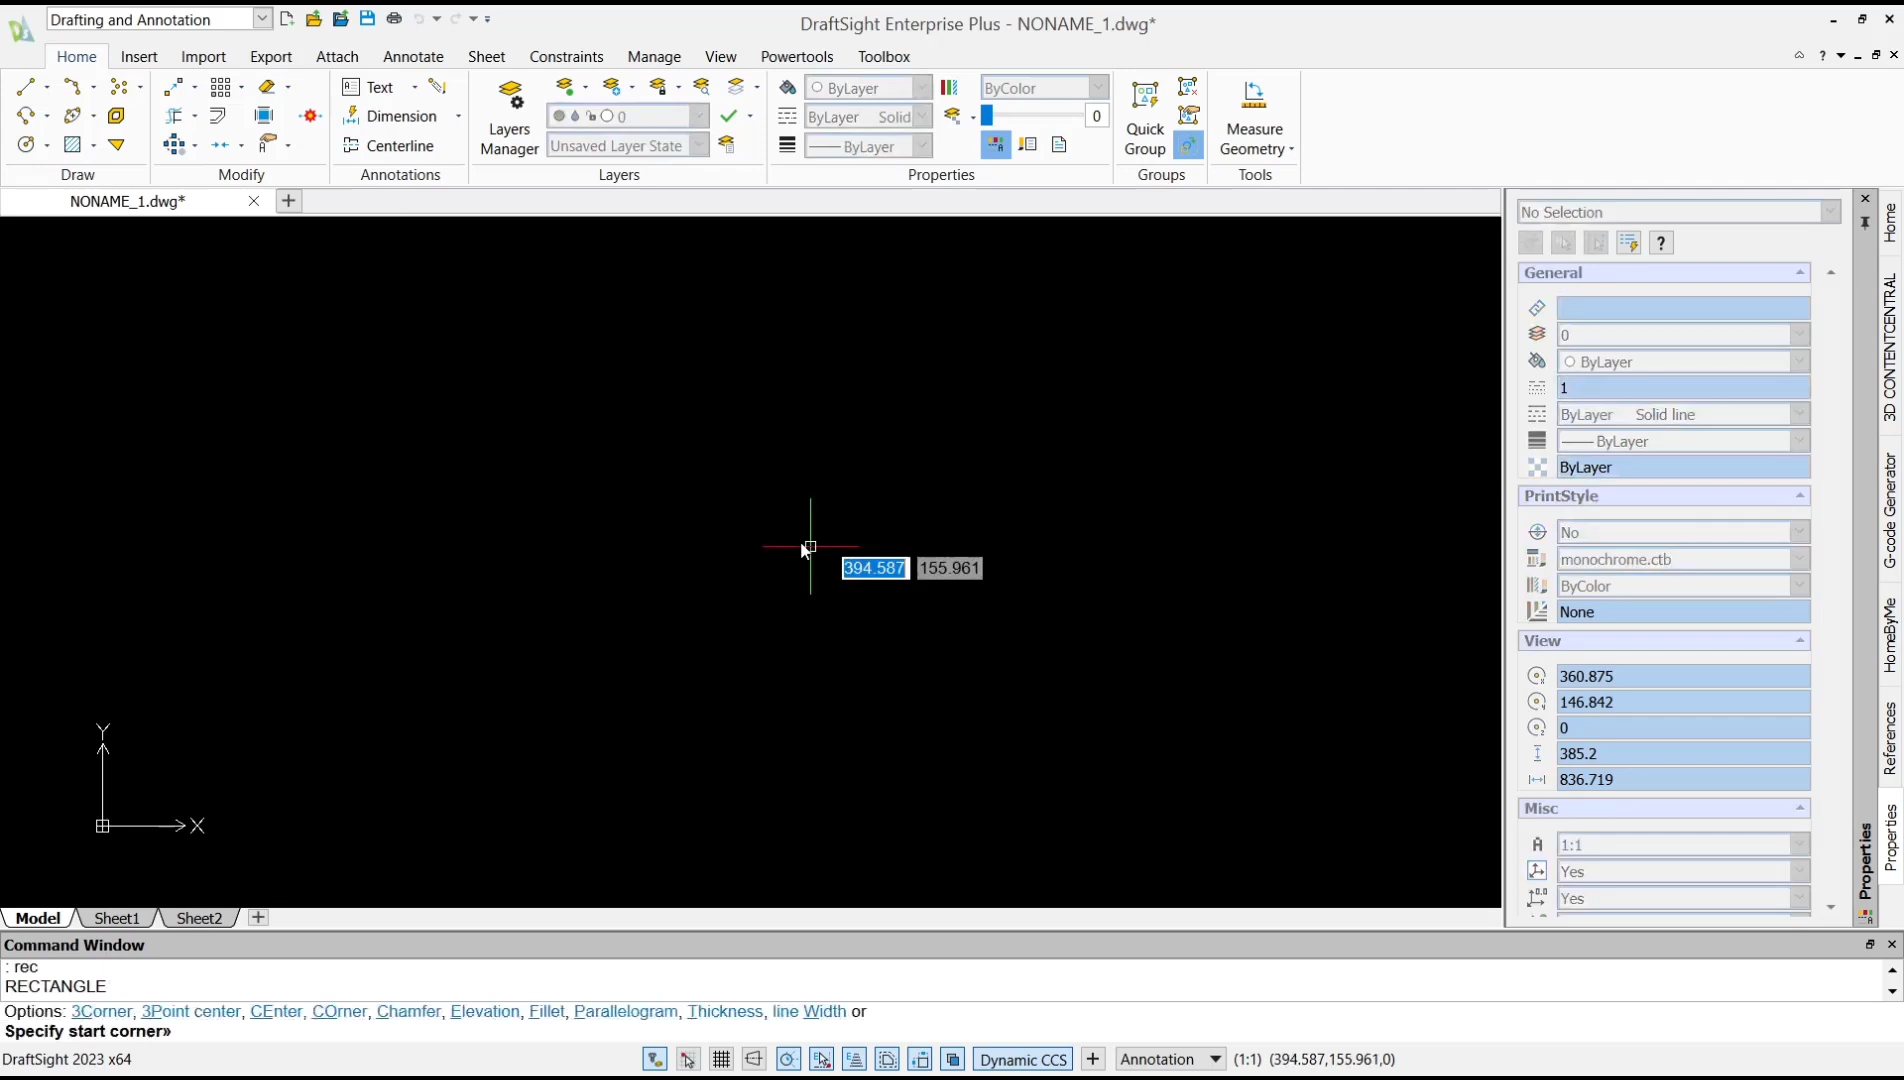 Drafting and Annotation
DraftSight Enterprise Plus - NONAME_1.dwg*
Home Insert Import Export Attach Annotate Sheet Constraints Manage View Powertools Toolbox
Text
Dimension
Centerline
Layers Manager
0
Unsaved Layer State
ByLayer
ByLayer Solid
ByLayer
ByColor
0
Quick Group
Measure Geometry
Draw Modify Annotations Layers Properties Groups Tools
NONAME_1.dwg*
No Selection
General
0
ByLayer
1
ByLayer Solid line
ByLayer
ByLayer
PrintStyle
No
monochrome.ctb
ByColor
None
View
360.875
146.842
0
385.2
836.719
Misc
1:1
Yes
Yes
Properties
Home
3D CONTENTCENTRAL
G-code Generator
HomeByMe
References
Properties
394.587 155.961
Y
X
Model Sheet1 Sheet2
Command Window
: rec
RECTANGLE
Options: 3Corner, 3Point center, CEnter, COrner, Chamfer, Elevation, Fillet, Parallelogram, Thickness, line Width or
Specify start corner»
DraftSight 2023 x64
Dynamic CCS
Annotation
(1:1) (394.587,155.961,0)